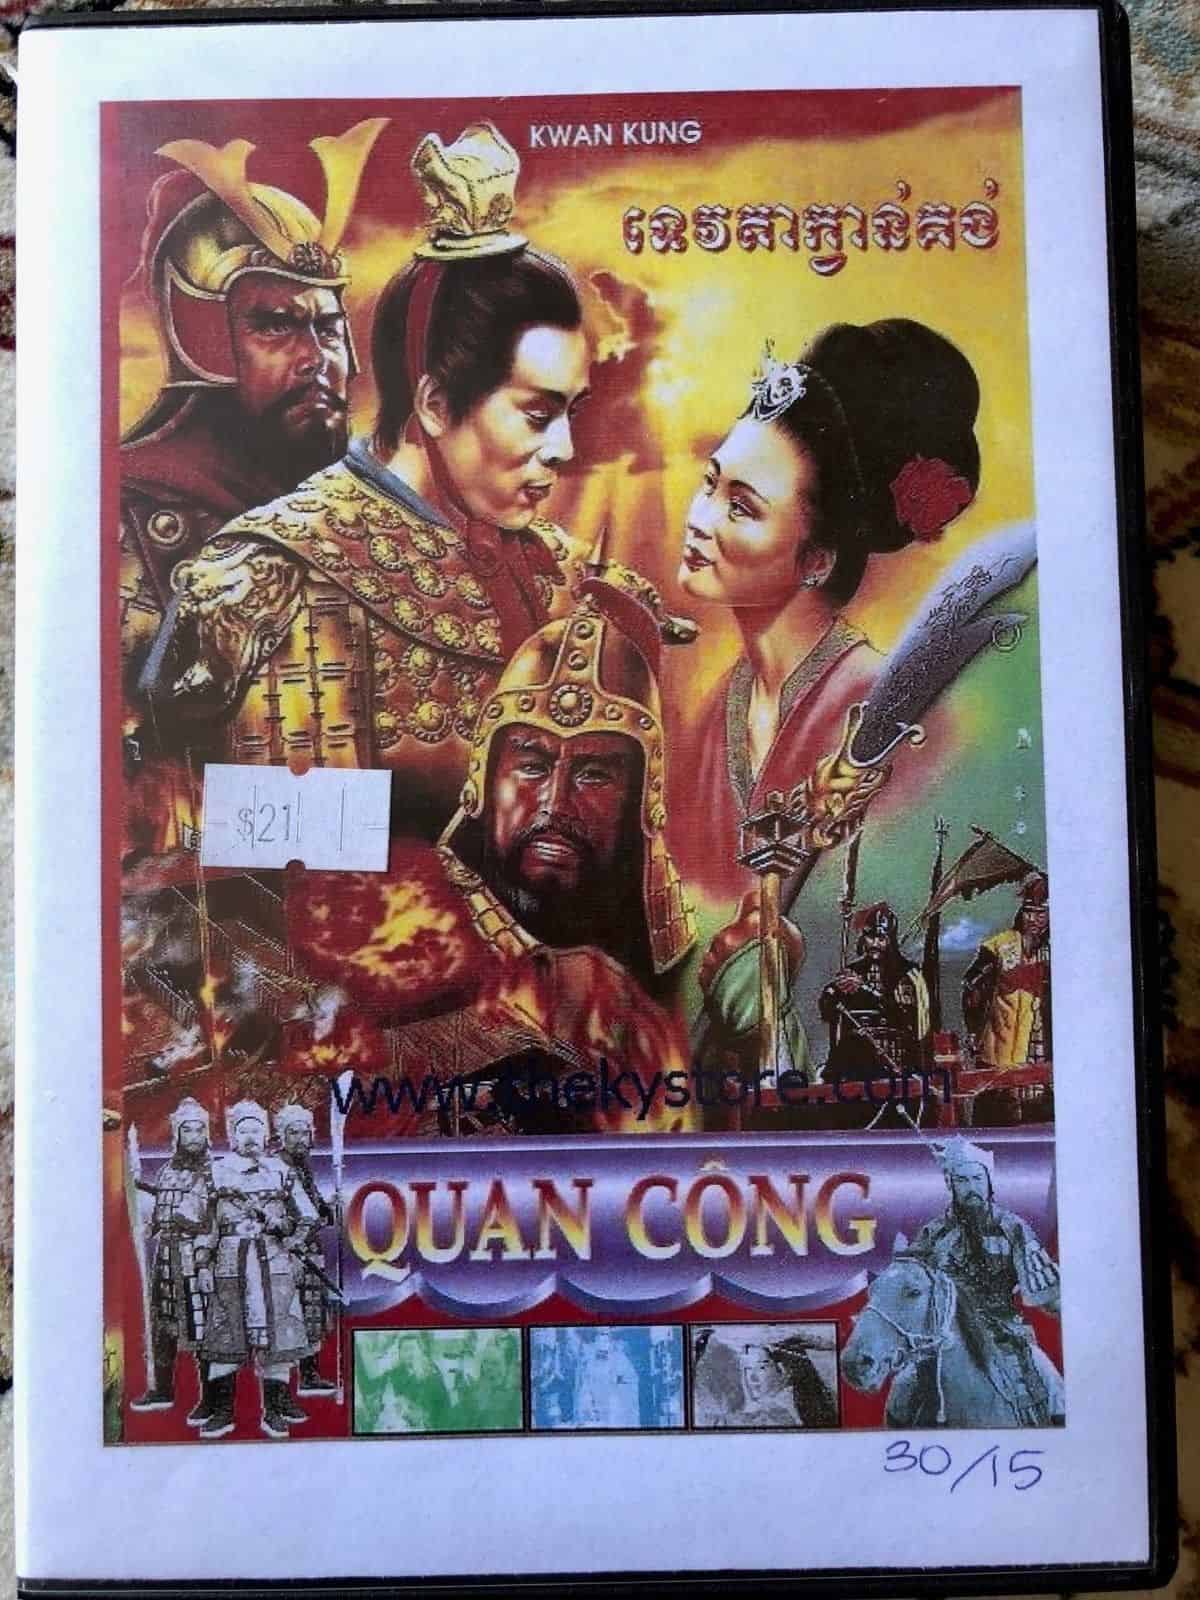 KWAN KUNG
ទេវតាក្វាន់គង់
$21
www.thekystore.com
QUAN CÔNG
30/15